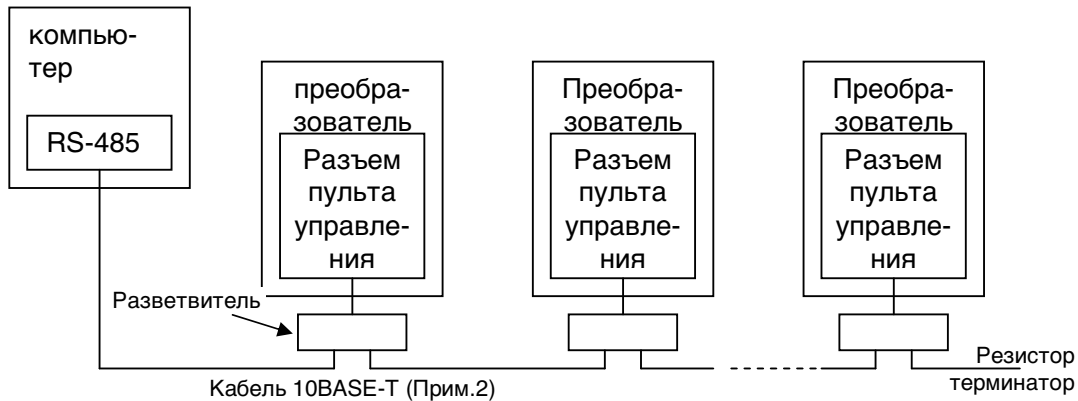 компью-
тер
RS-485
преобра-
зователь
Разъем
пульта
управле-
ния
Преобра-
зователь
Разъем
пульта
управле-
ния
Преобра-
зователь
Разъем
пульта
управле-
ния
Разветвитель
Кабель 10BASE-T (Прим.2)
Резистор
терминатор